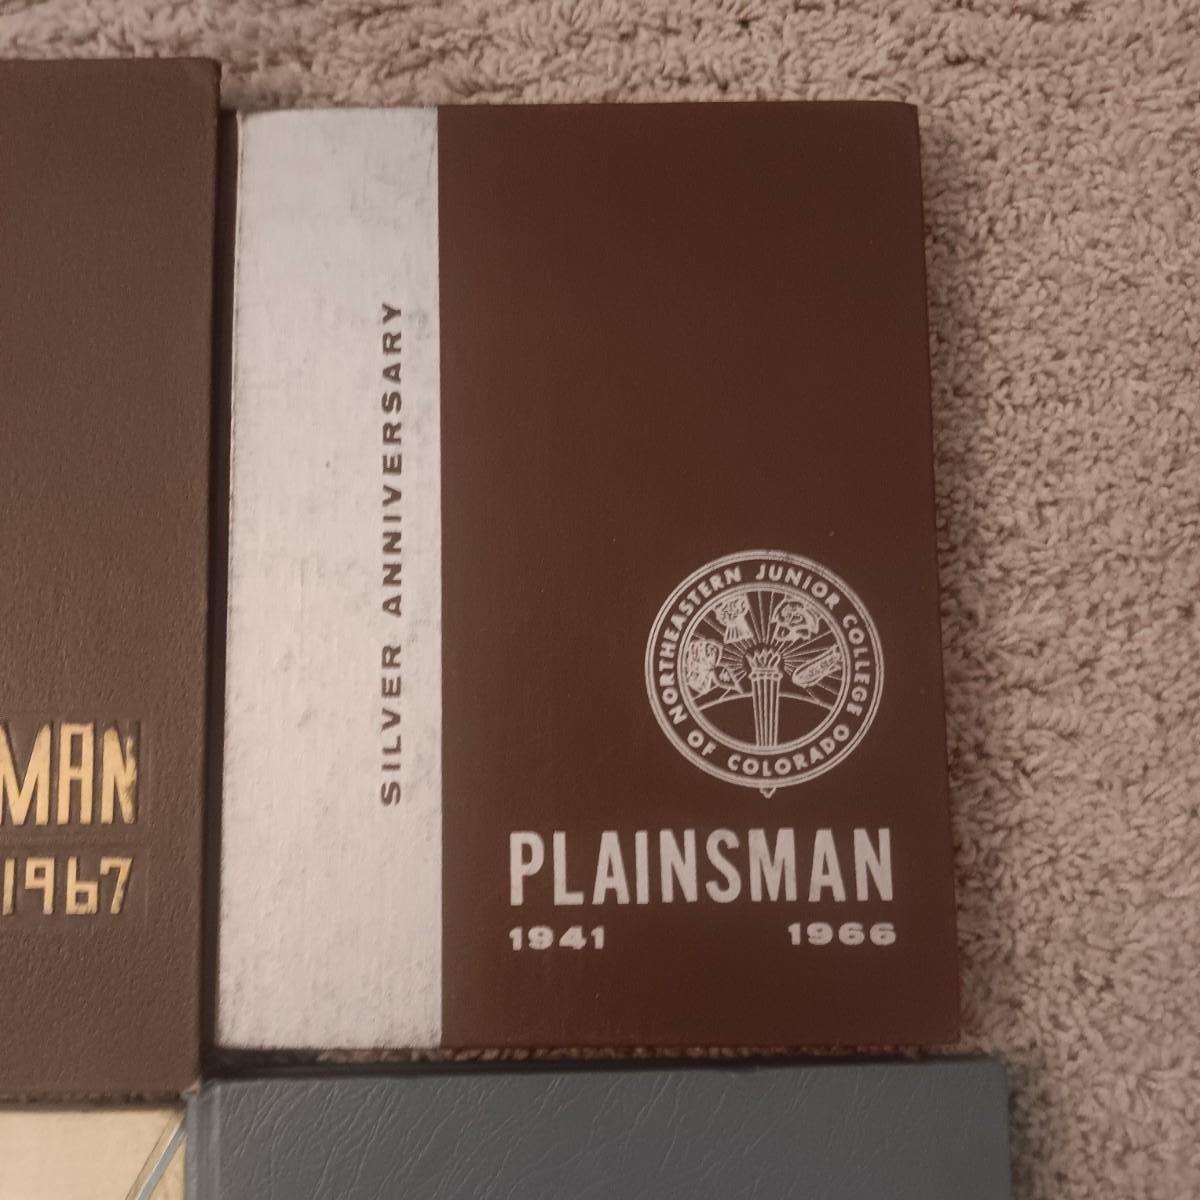 MAN
1967
SILVER ANNIVERSARY
NORTHEASTERN JUNIOR COLLEGE
OF COLORADO
PLAINSMAN
1941 1966